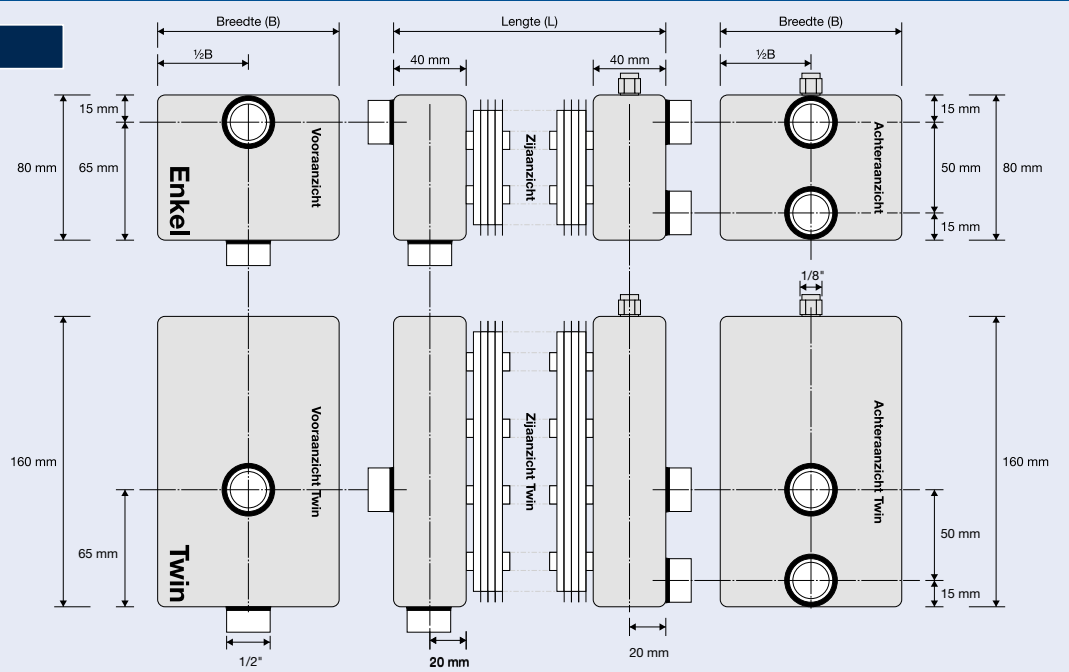 Breedte (B)
Lengte (L)
Breedte (B)
½B
40 mm
40 mm
½B
15 mm
15 mm
80 mm
65 mm
Enkel
Vooraanzicht
Zijaanzicht
Achteraanzicht
50 mm
80 mm
15 mm
1/8"
160 mm
65 mm
Twin
Vooraanzicht Twin
Zijaanzicht Twin
Achteraanzicht Twin
160 mm
50 mm
15 mm
1/2"
20 mm
20 mm